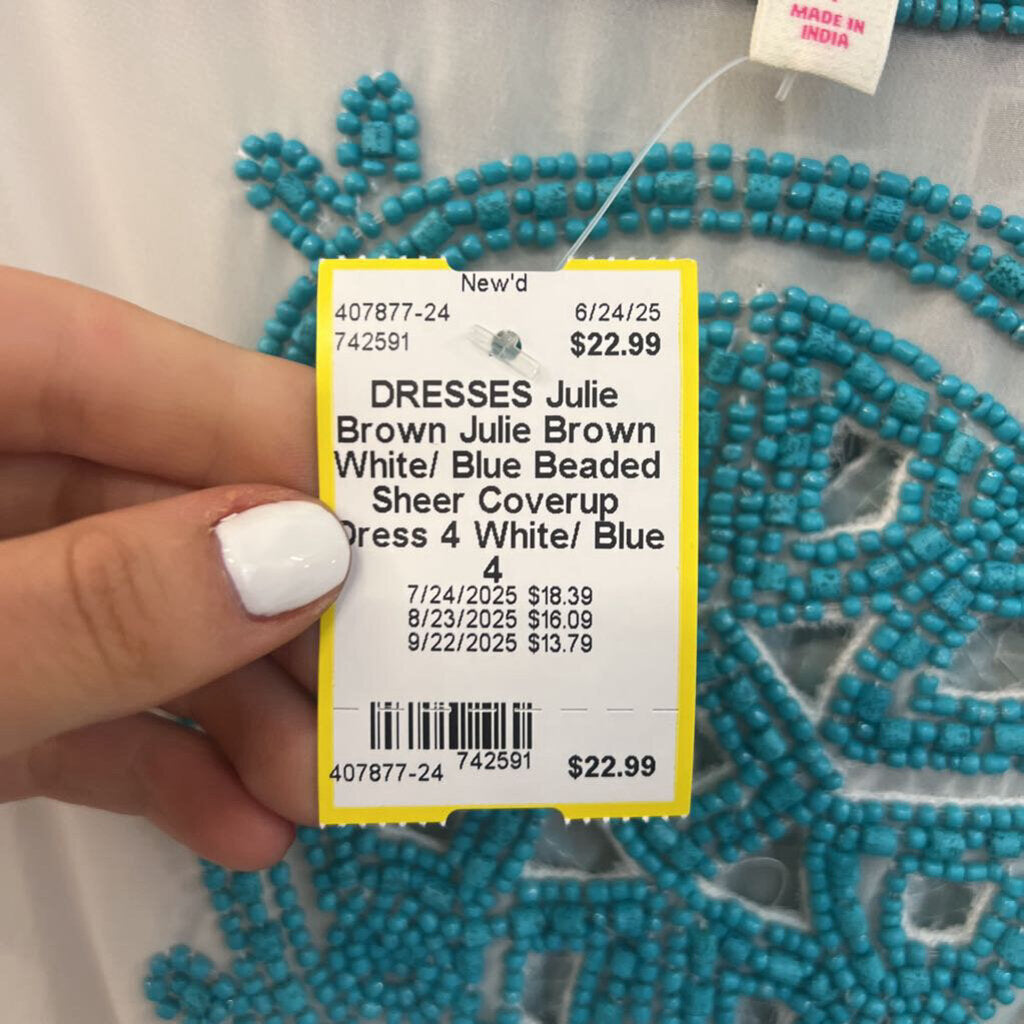 MADE IN
INDIA
New'd
407877-24 6/24/25
742591 $22.99
DRESSES Julie
Brown Julie Brown
White/ Blue Beaded
Sheer Coverup
Dress 4 White/ Blue
4
7/24/2025 $18.39
8/23/2025 $16.09
9/22/2025 $13.79
407877-24 742591 $22.99